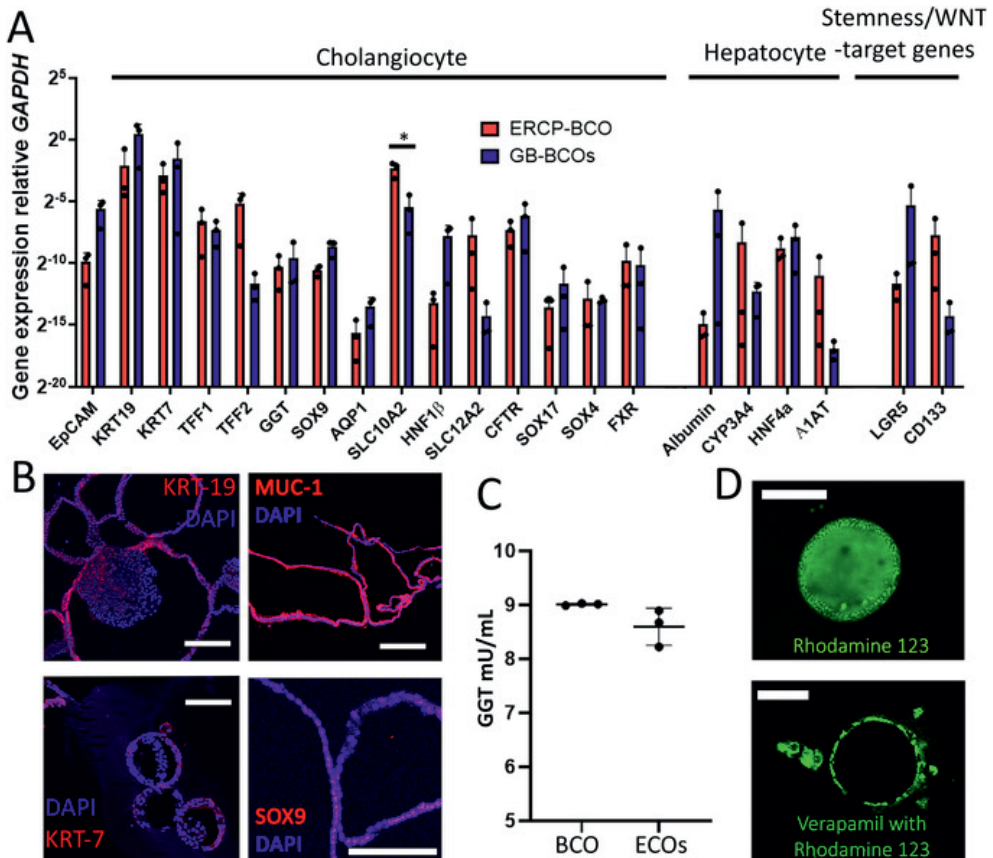 A
Stemness/WNT
-target genes
Cholangiocyte
Hepatocyte
Gene expression relative GAPDH
2^5
2^0
2^-5
2^-10
2^-15
2^-20
*
ERCP-BCO
GB-BCOs
EpCAM
KRT19
KRT7
TFF1
TFF2
GGT
SOX9
AQP1
SLC10A2
HNF1β
SLC12A2
CFTR
SOX17
SOX4
FXR
Albumin
CYP3A4
HNF4a
A1AT
LGR5
CD133
B
KRT-19
DAPI
MUC-1
DAPI
DAPI
KRT-7
SOX9
DAPI
C
GGT mU/mL
10
9
8
7
6
5
BCO
ECOs
D
Rhodamine 123
Verapamil with
Rhodamine 123